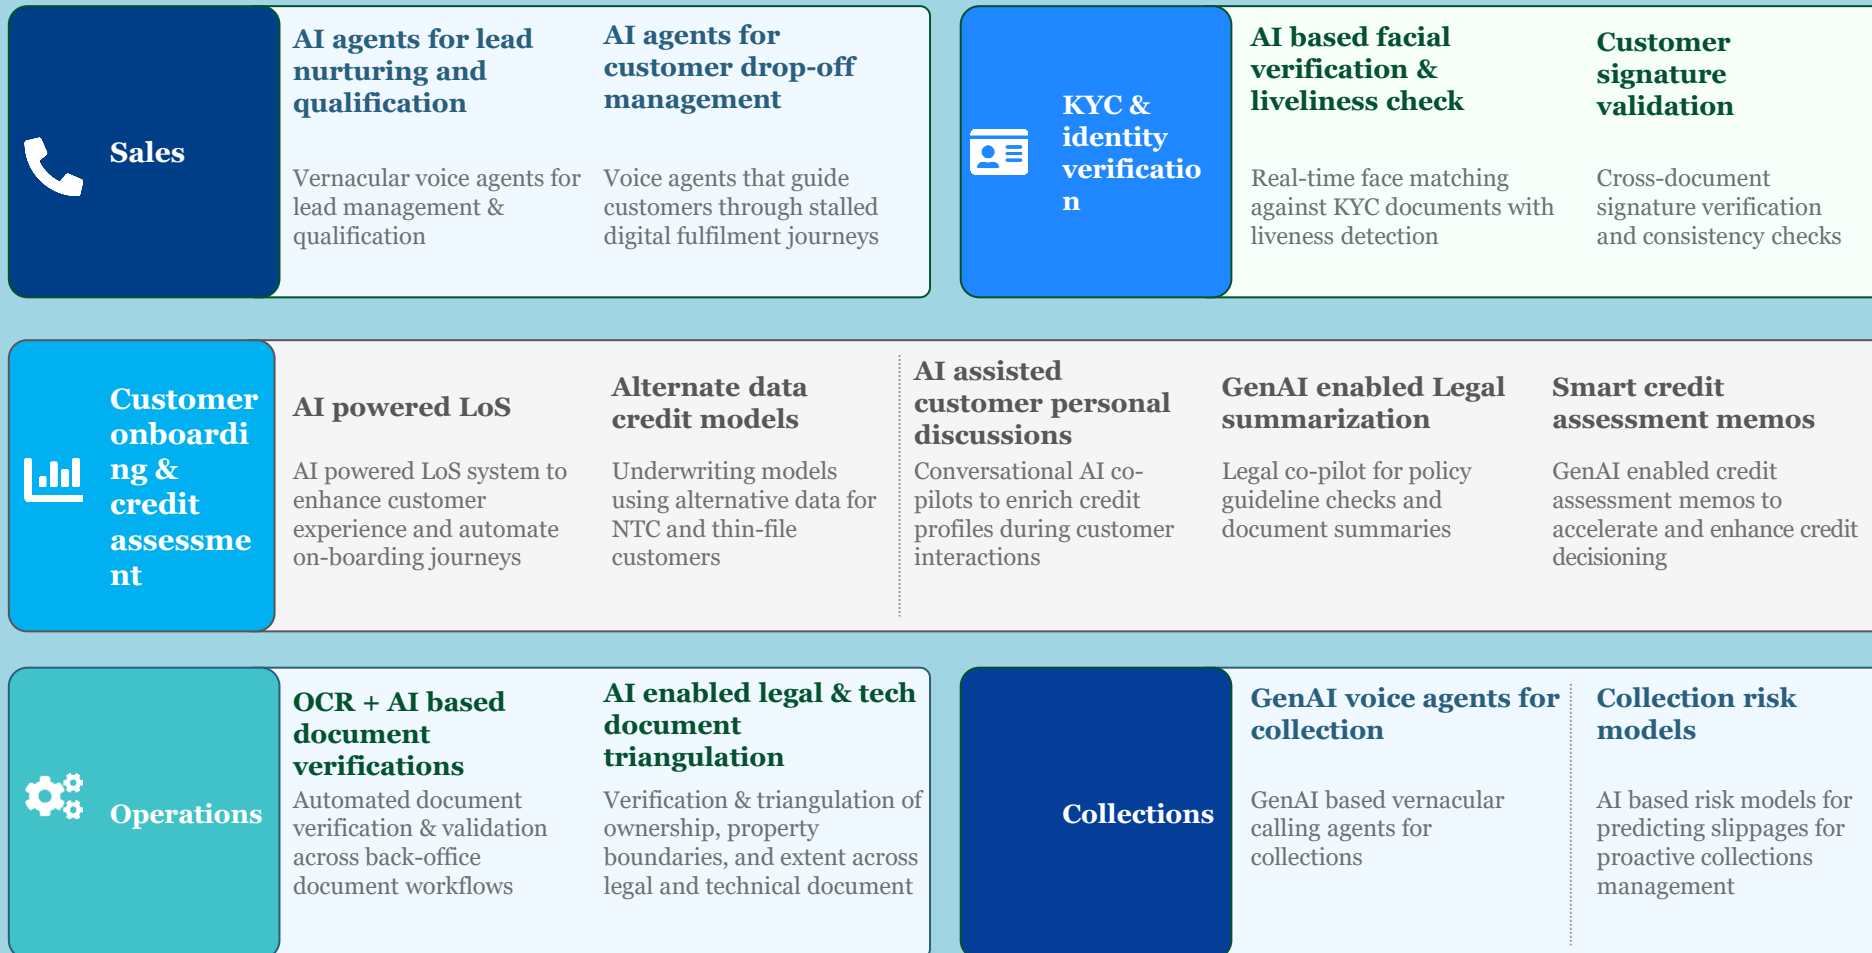 Sales
AI agents for lead
nurturing and
qualification
Vernacular voice agents for
lead management &
qualification
AI agents for
customer drop-off
management
Voice agents that guide
customers through stalled
digital fulfilment journeys
KYC &
identity
verificatio
n
AI based facial
verification &
liveliness check
Real-time face matching
against KYC documents with
liveness detection
Customer
signature
validation
Cross-document
signature verification
and consistency checks
Customer
onboardi
ng &
credit
assessme
nt
AI powered LoS
AI powered LoS system to
enhance customer
experience and automate
on-boarding journeys
Alternate data
credit models
Underwriting models
using alternative data for
NTC and thin-file
customers
AI assisted
customer personal
discussions
Conversational AI co-
pilots to enrich credit
profiles during customer
interactions
GenAI enabled Legal
summarization
Legal co-pilot for policy
guideline checks and
document summaries
Smart credit
assessment memos
GenAI enabled credit
assessment memos to
accelerate and enhance credit
decisioning
Operations
OCR + AI based
document
verifications
Automated document
verification & validation
across back-office
document workflows
AI enabled legal & tech
document
triangulation
Verification & triangulation of
ownership, property
boundaries, and extent across
legal and technical document
Collections
GenAI voice agents for
collection
GenAI based vernacular
calling agents for
collections
Collection risk
models
AI based risk models for
predicting slippages for
proactive collections
management